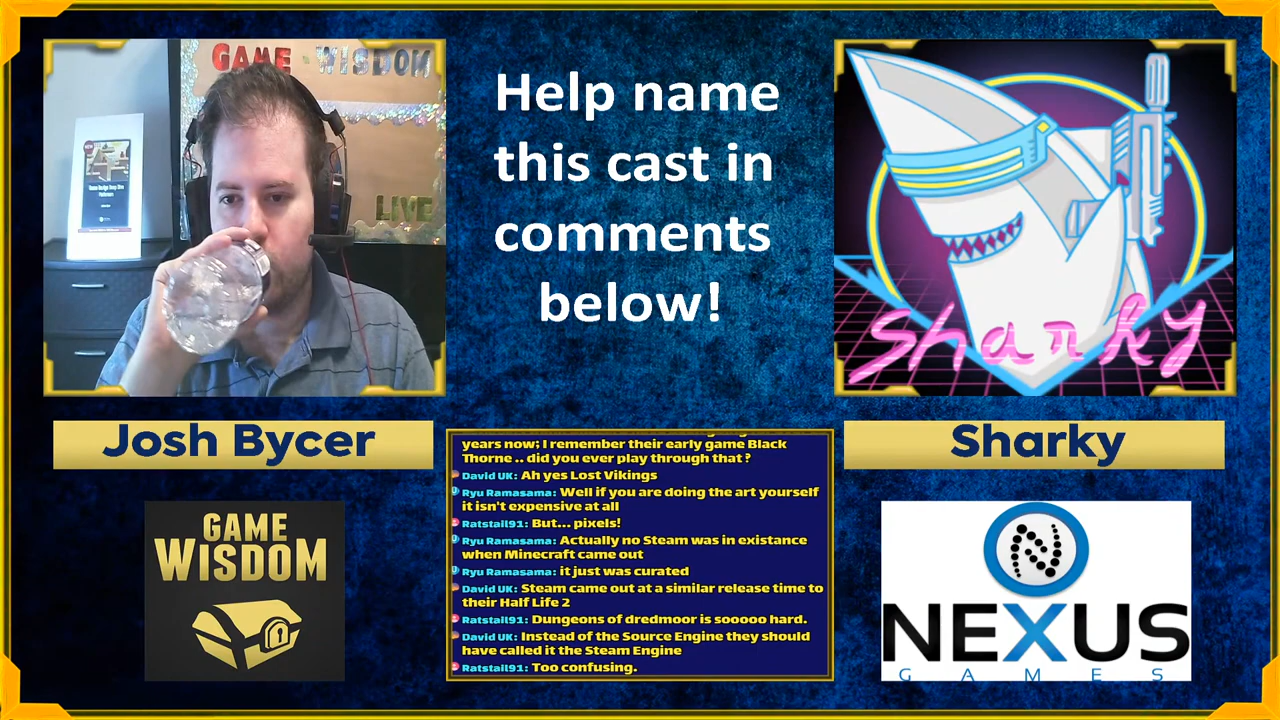 GAME WISDOM
LIVE
Help name
this cast in
comments
below!
Sharky
Josh Bycer
Sharky
years now; I remember their early game Black
Thorne .. did you ever play through that ?
David UK: Ah yes Lost Vikings
Ryu Ramasama: Well if you are doing the art yourself
it isn't expensive at all
Ratstail91: But... pixels!
Ryu Ramasama: Actually no Steam was in existance
when Minecraft came out
Ryu Ramasama: it just was curated
David UK: Steam came out at a similar release time to
their Half Life 2
Ratstail91: Dungeons of dredmoor is sooooo hard.
David UK: Instead of the Source Engine they should
have called it the Steam Engine
Ratstail91: Too confusing.
GAME
WISDOM
NEXUS
GAMES